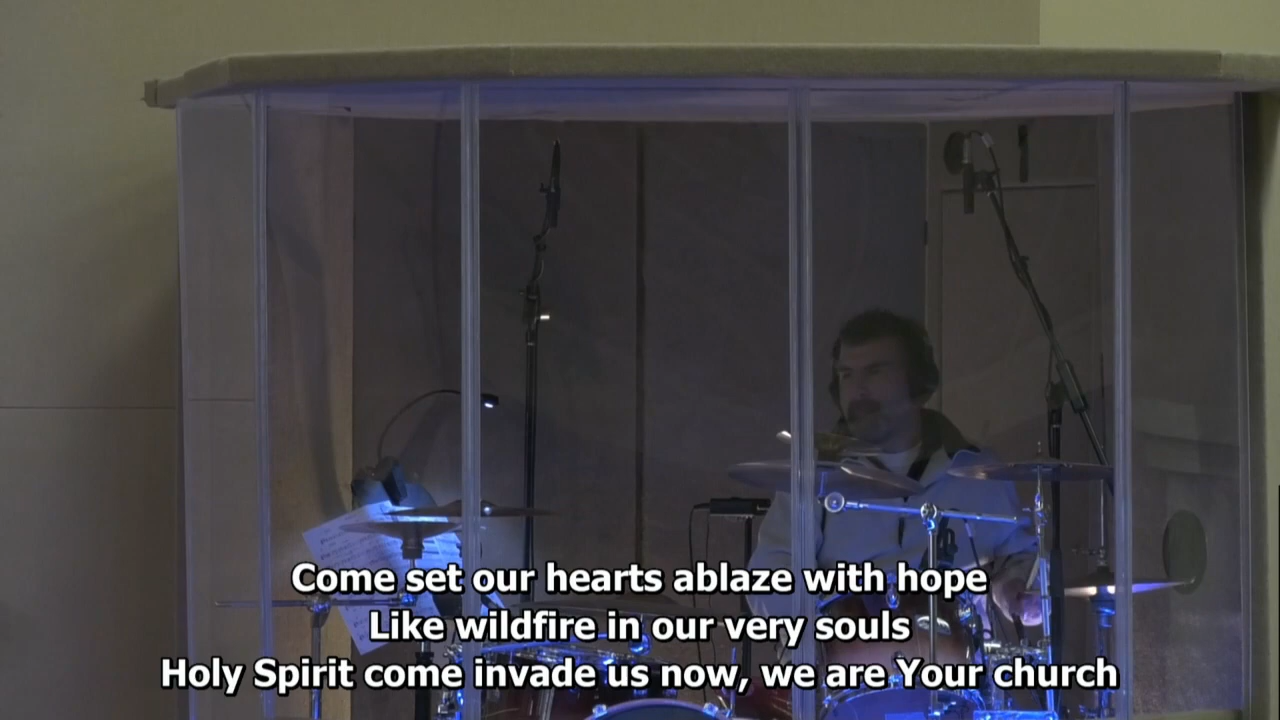 Come set our hearts ablaze with hope
Like wildfire in our very souls
Holy Spirit come invade us now, we are Your church